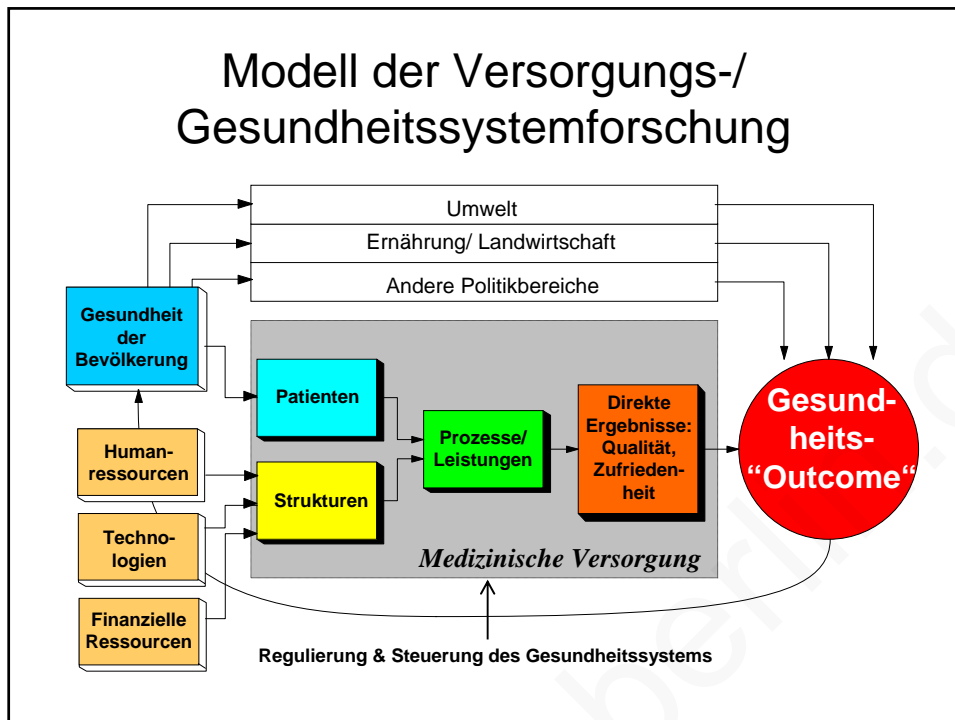 Modell der Versorgungs-/
Gesundheitssystemforschung
Umwelt
Ernährung/ Landwirtschaft
Andere Politikbereiche
Gesundheit
der
Bevölkerung
Patienten
Human-
ressourcen
Strukturen
Techno-
logien
Finanzielle
Ressourcen
Prozesse/
Leistungen
Direkte
Ergebnisse:
Qualität,
Zufrieden-
heit
Gesund-
heits-
“Outcome“
Medizinische Versorgung
Regulierung & Steuerung des Gesundheitssystems